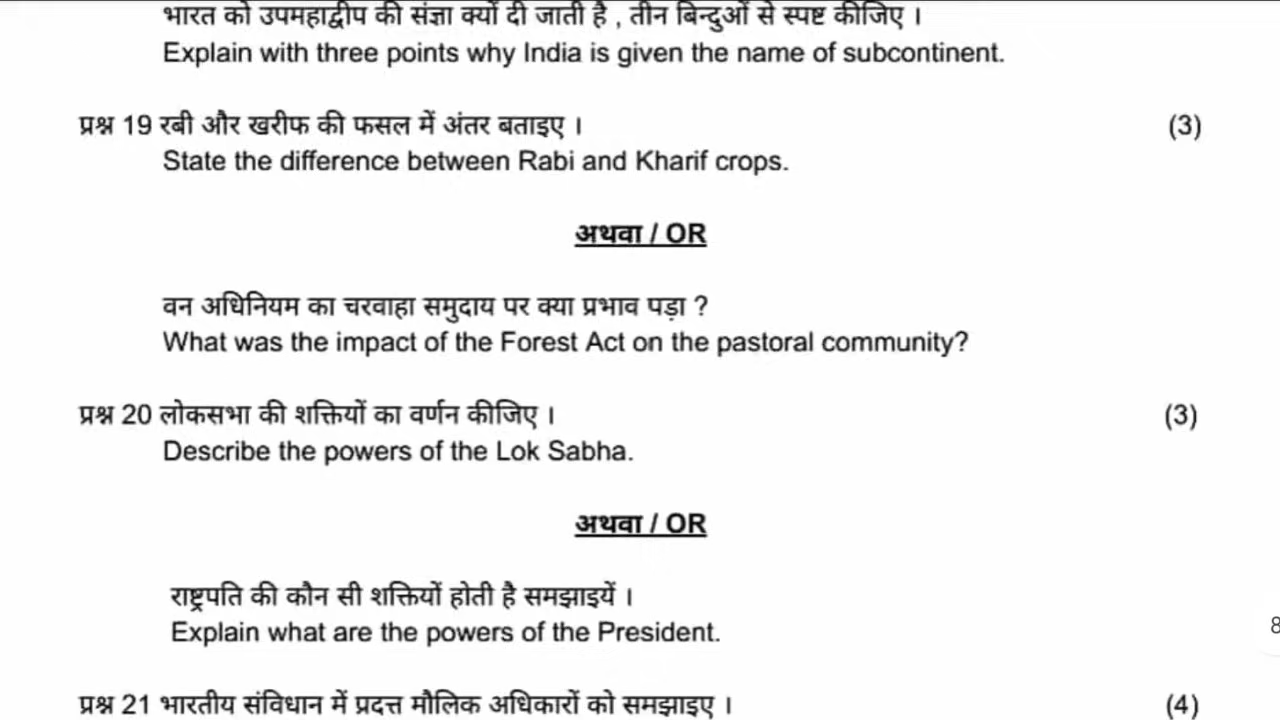 भारत को उपमहाद्वीप की संज्ञा क्यों दी जाती है , तीन बिन्दुओं से स्पष्ट कीजिए ।
Explain with three points why India is given the name of subcontinent.
प्रश्न 19 रबी और खरीफ की फसल में अंतर बताइए । (3)
State the difference between Rabi and Kharif crops.
अथवा / OR
वन अधिनियम का चरवाहा समुदाय पर क्या प्रभाव पड़ा ?
What was the impact of the Forest Act on the pastoral community?
प्रश्न 20 लोकसभा की शक्तियों का वर्णन कीजिए । (3)
Describe the powers of the Lok Sabha.
अथवा / OR
राष्ट्रपति की कौन सी शक्तियों होती है समझाइयें ।
Explain what are the powers of the President.
8
प्रश्न 21 भारतीय संविधान में प्रदत्त मौलिक अधिकारों को समझाइए । (4)